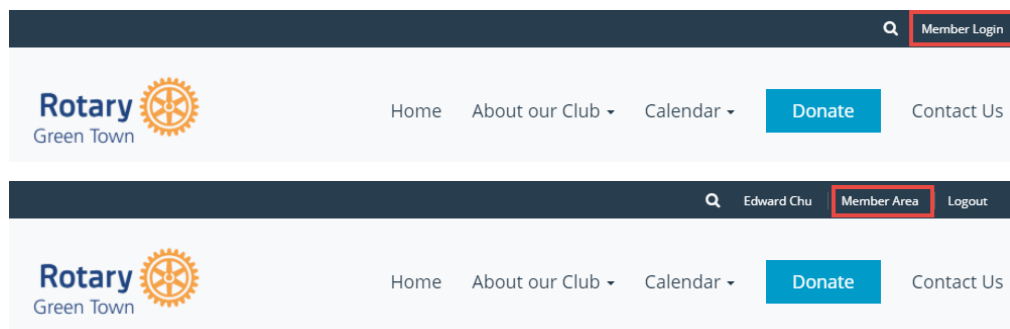 Member Login
Rotary
Green Town
Home About our Club Calendar Donate Contact Us
Edward Chu Member Area Logout
Rotary
Green Town
Home About our Club Calendar Donate Contact Us